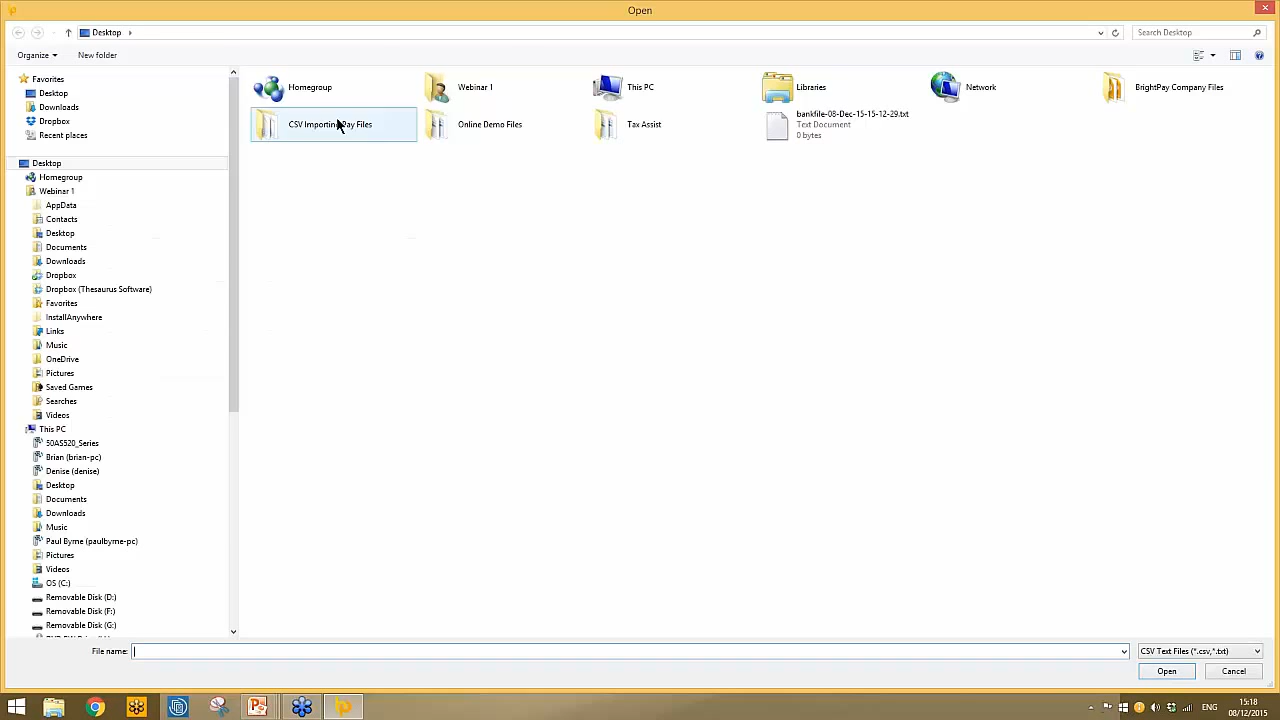 Open
Desktop
Search Desktop
Organize
New folder
Favorites
Desktop
Downloads
Dropbox
Recent places
Desktop
Homegroup
Webinar 1
AppData
Contacts
Desktop
Documents
Downloads
Dropbox
Dropbox (Thesaurus Software)
Favorites
InstallAnywhere
Links
Music
OneDrive
Pictures
Saved Games
Searches
Videos
This PC
50AS520_Series
Brian (brian-pc)
Denise (denise)
Desktop
Documents
Downloads
Music
Paul Byrne (paulbyrne-pc)
Pictures
Videos
OS (C:)
Removable Disk (D:)
Removable Disk (F:)
Removable Disk (G:)
Homegroup
Webinar 1
This PC
Libraries
Network
BrightPay Company Files
CSV Importing Pay Files
Online Demo Files
Tax Assist
bankfile-08-Dec-15-15-12-29.txt
Text Document
0 bytes
File name:
CSV Text Files (*.csv,*.txt)
Open
Cancel
ENG
15:18
08/12/2015